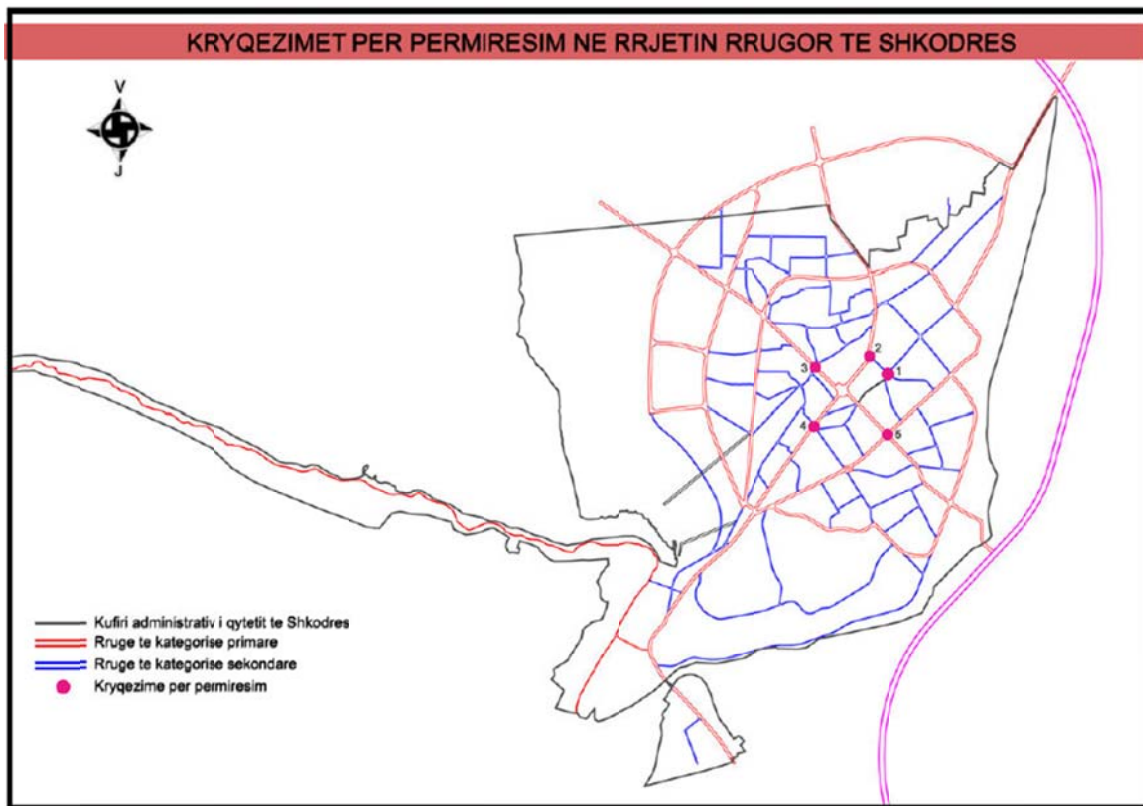 KRYQEZIMET PER PERMIRESIM NE RRJETIN RRUGOR TE SHKODRES
V
J
2
1
3
4
5
Kufiri administrativ i qytetit te Shkodres
Rruge te kategorise primare
Rruge te kategorise sekondare
Kryqezime per permiresim